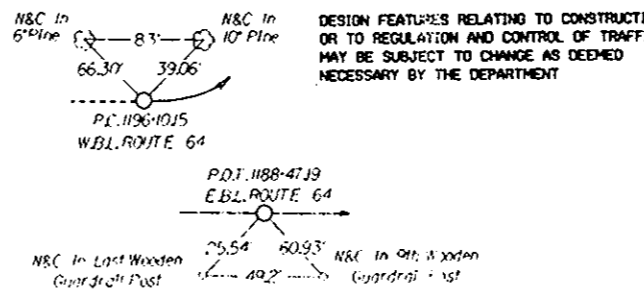 N&C In
6" Pine
83'
N&C In
10" Pine
66.30'
39.06'
P.C. 1196+10.15
W.B.L. ROUTE 64
DESIGN FEATURES RELATING TO CONSTRUCTI
OR TO REGULATION AND CONTROL OF TRAFF
MAY BE SUBJECT TO CHANGE AS DEEMED
NECESSARY BY THE DEPARTMENT
P.O.T. 1188+47.19
E.B.L. ROUTE 64
25.54'
60.93'
N&C In Last Wooden
Guardrail Post
49.2'
N&C In 9th Wooden
Guardrail Post